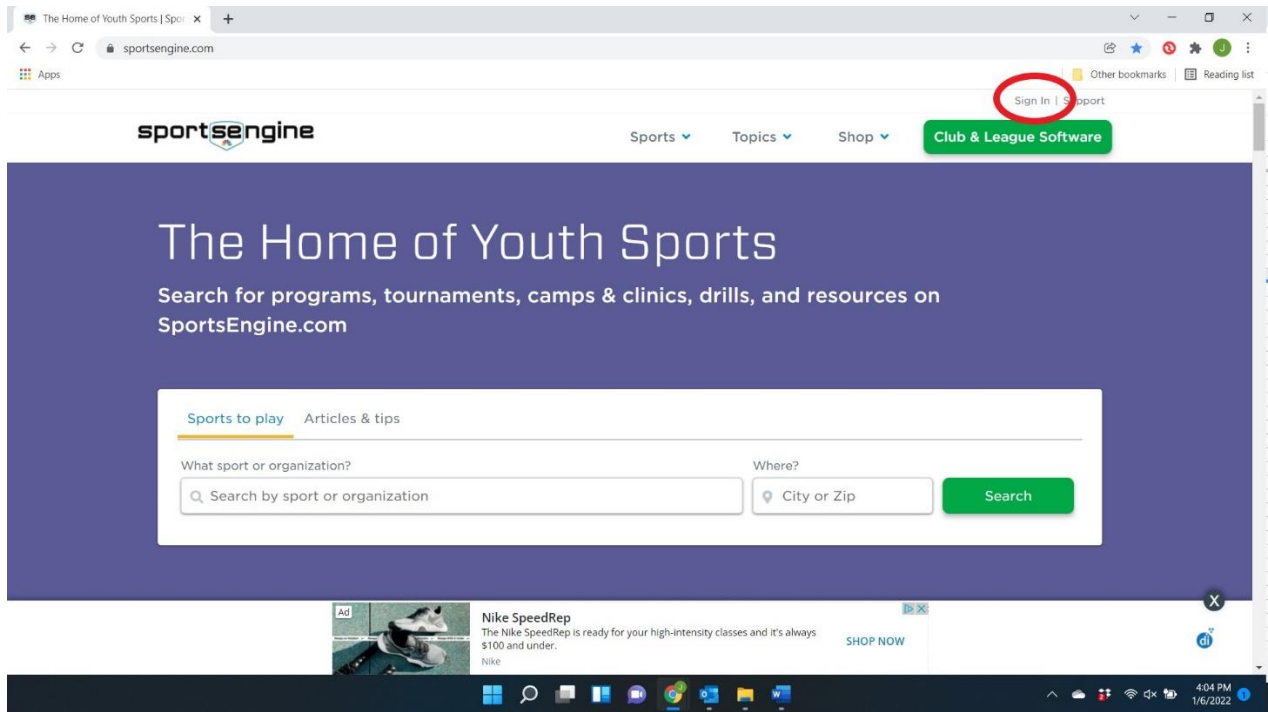 The Home of Youth Sports | Spor
sportsengine.com
J
Apps
Other bookmarks
Reading list
Sign In | Support
sportsengine
Sports
Topics
Shop
Club & League Software
The Home of Youth Sports
Search for programs, tournaments, camps & clinics, drills, and resources on
SportsEngine.com
Sports to play
Articles & tips
What sport or organization?
Where?
Search by sport or organization
City or Zip
Search
Ad
Nike SpeedRep
The Nike SpeedRep is ready for your high-intensity classes and it's always
$100 and under.
Nike
SHOP NOW
X
di
4:04 PM
1/6/2022
1